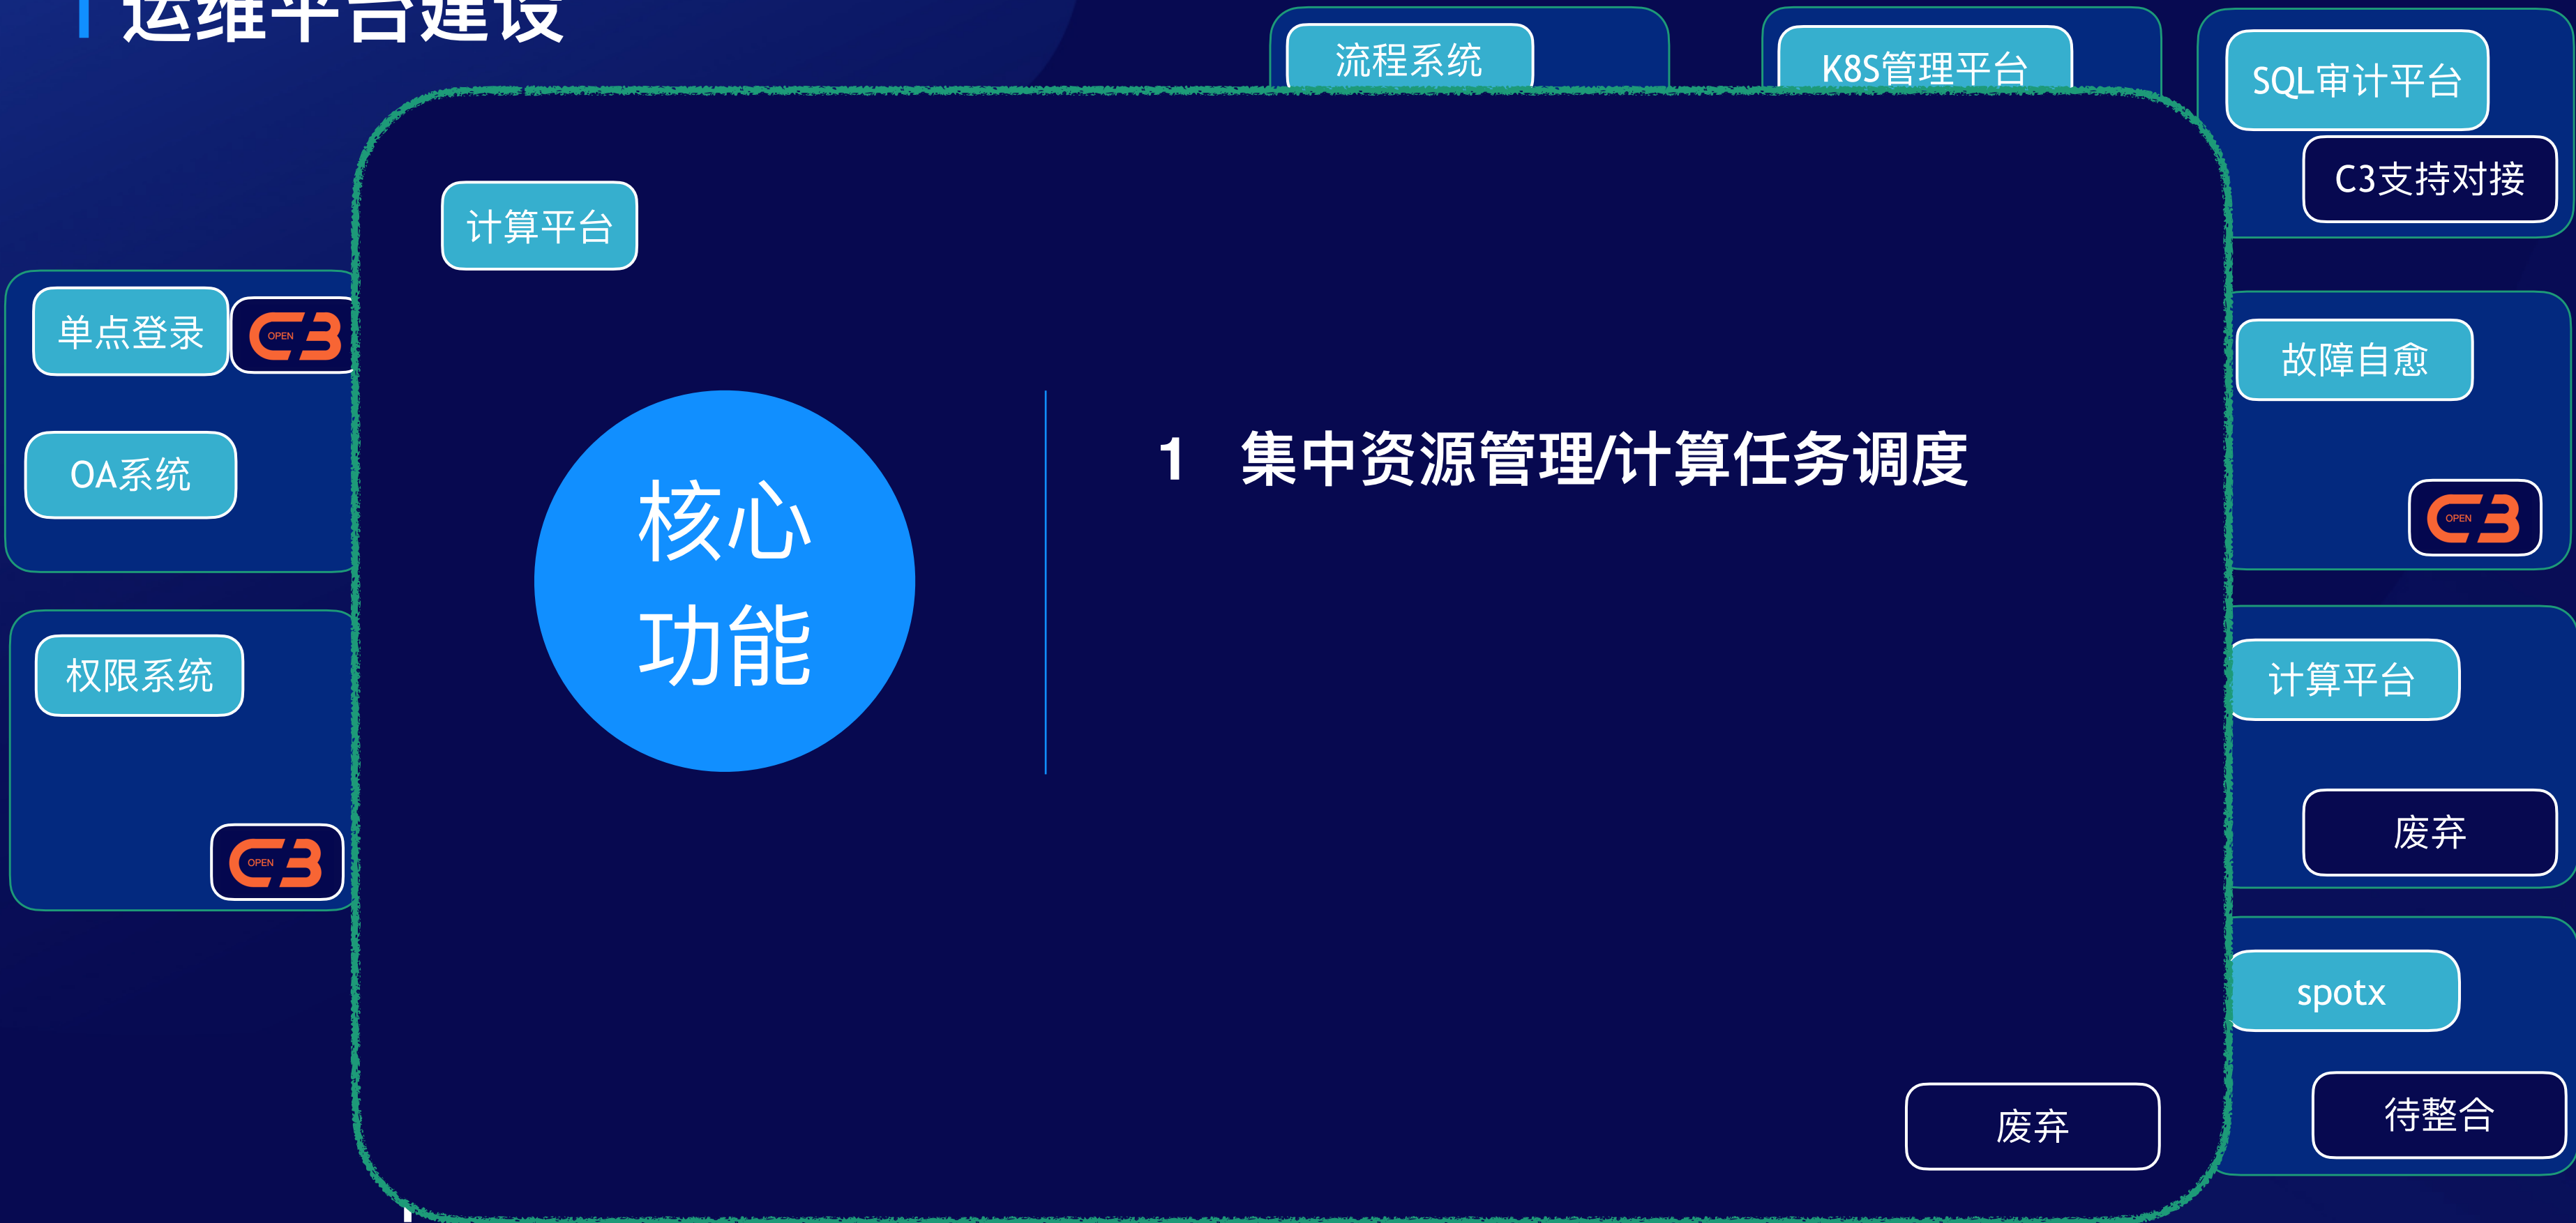 运维平台建设
流程系统
K8S管理平台
SQL审计平台
C3支持对接
计算平台
单点登录
OPEN C3
OA系统
权限系统
OPEN C3
核心
功能
1 集中资源管理/计算任务调度
废弃
故障自愈
OPEN C3
计算平台
废弃
spotx
待整合